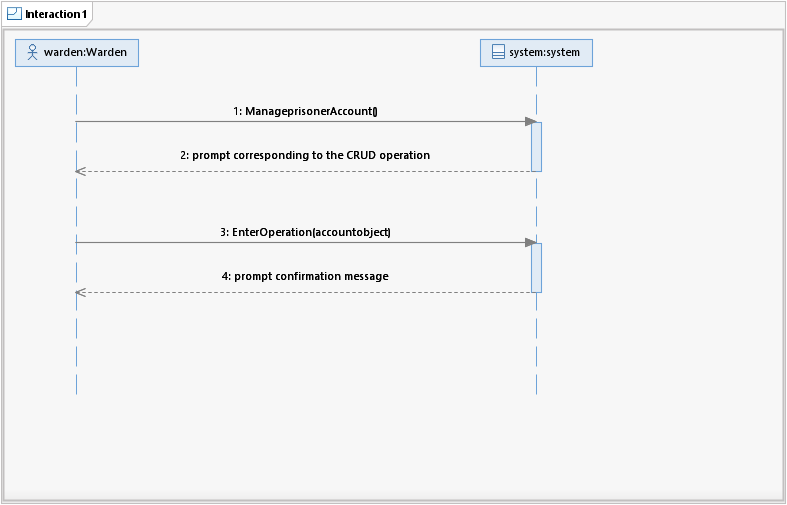 Interaction1
warden:Warden
system:system
1: ManageprisonerAccount()
2: prompt corresponding to the CRUD operation
3: EnterOperation(accountobject)
4: prompt confirmation message